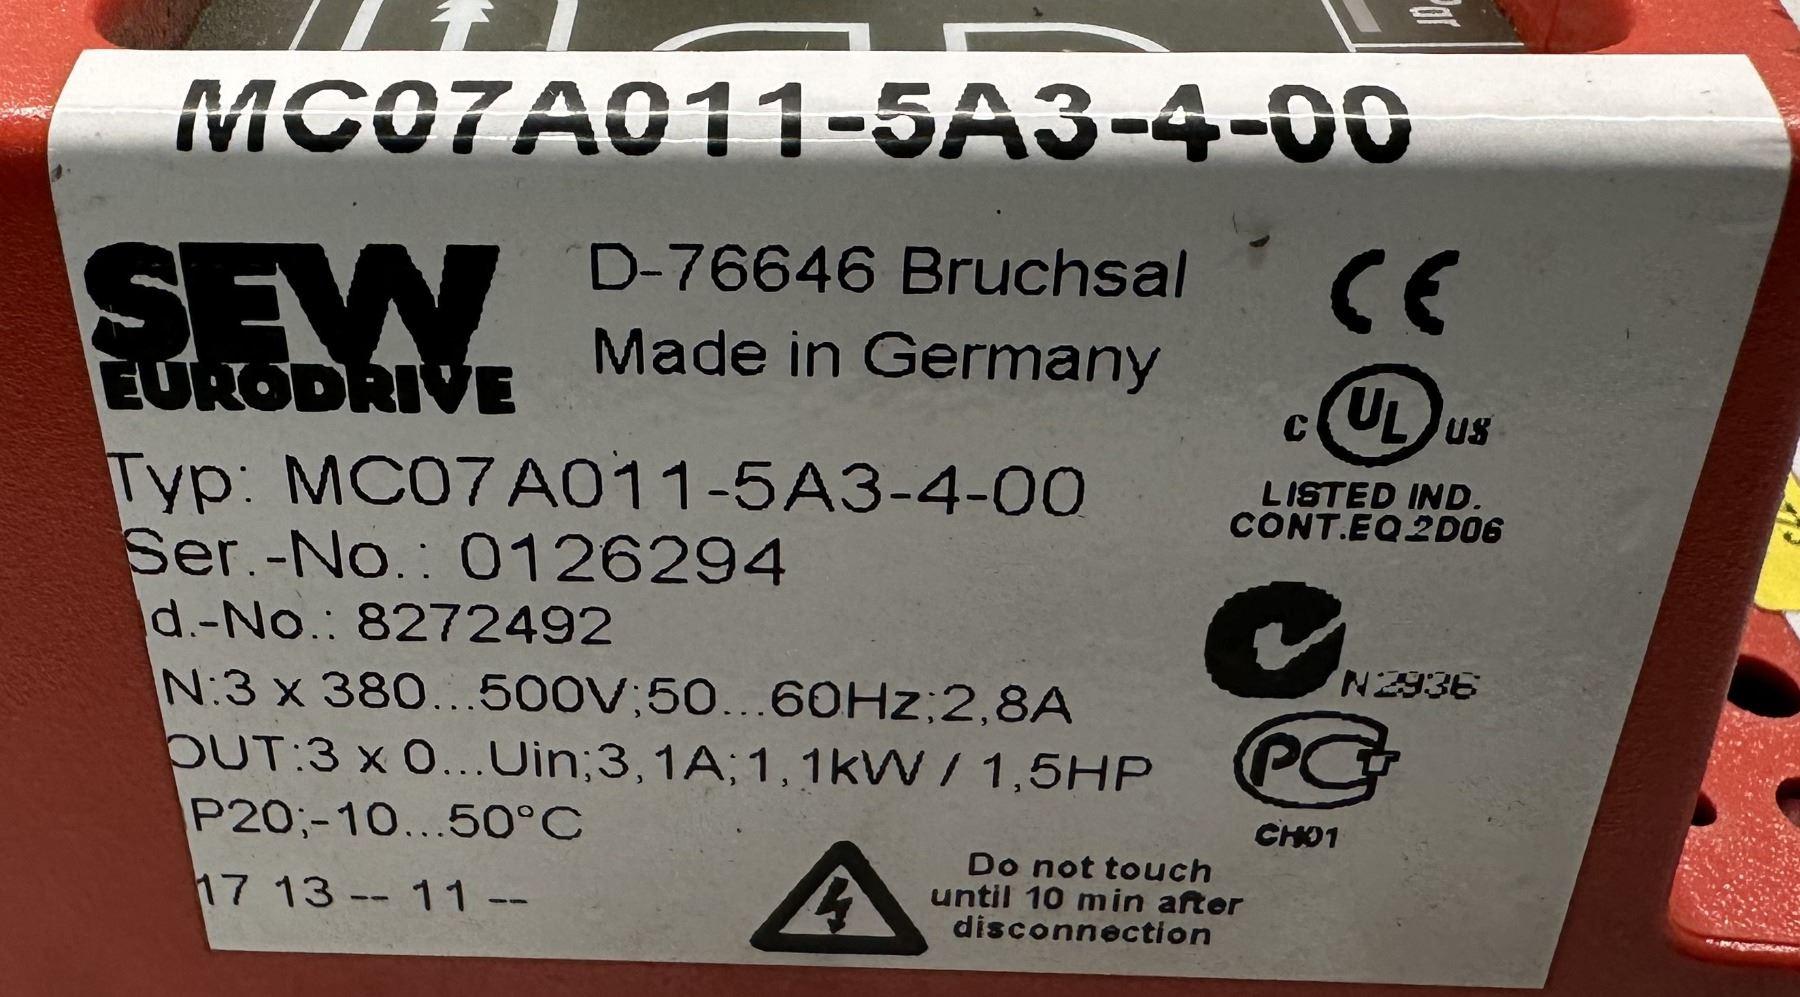 Par
MC07A011-5A3-4-00
SEW
EURODRIVE
D-76646 Bruchsal
Made in Germany
CE
C UL US
LISTED IND.
CONT.EQ.2D06
Typ: MC07A011-5A3-4-00
Ser.-No.: 0126294
d.-No.: 8272492
N:3 x 380...500V;50...60Hz;2,8A
OUT:3 x 0...Uin;3,1A;1,1kW / 1,5HP
P20;-10...50°C
17 13 -- 11 --
N2936
PCT
CH01
Do not touch
until 10 min after
disconnection